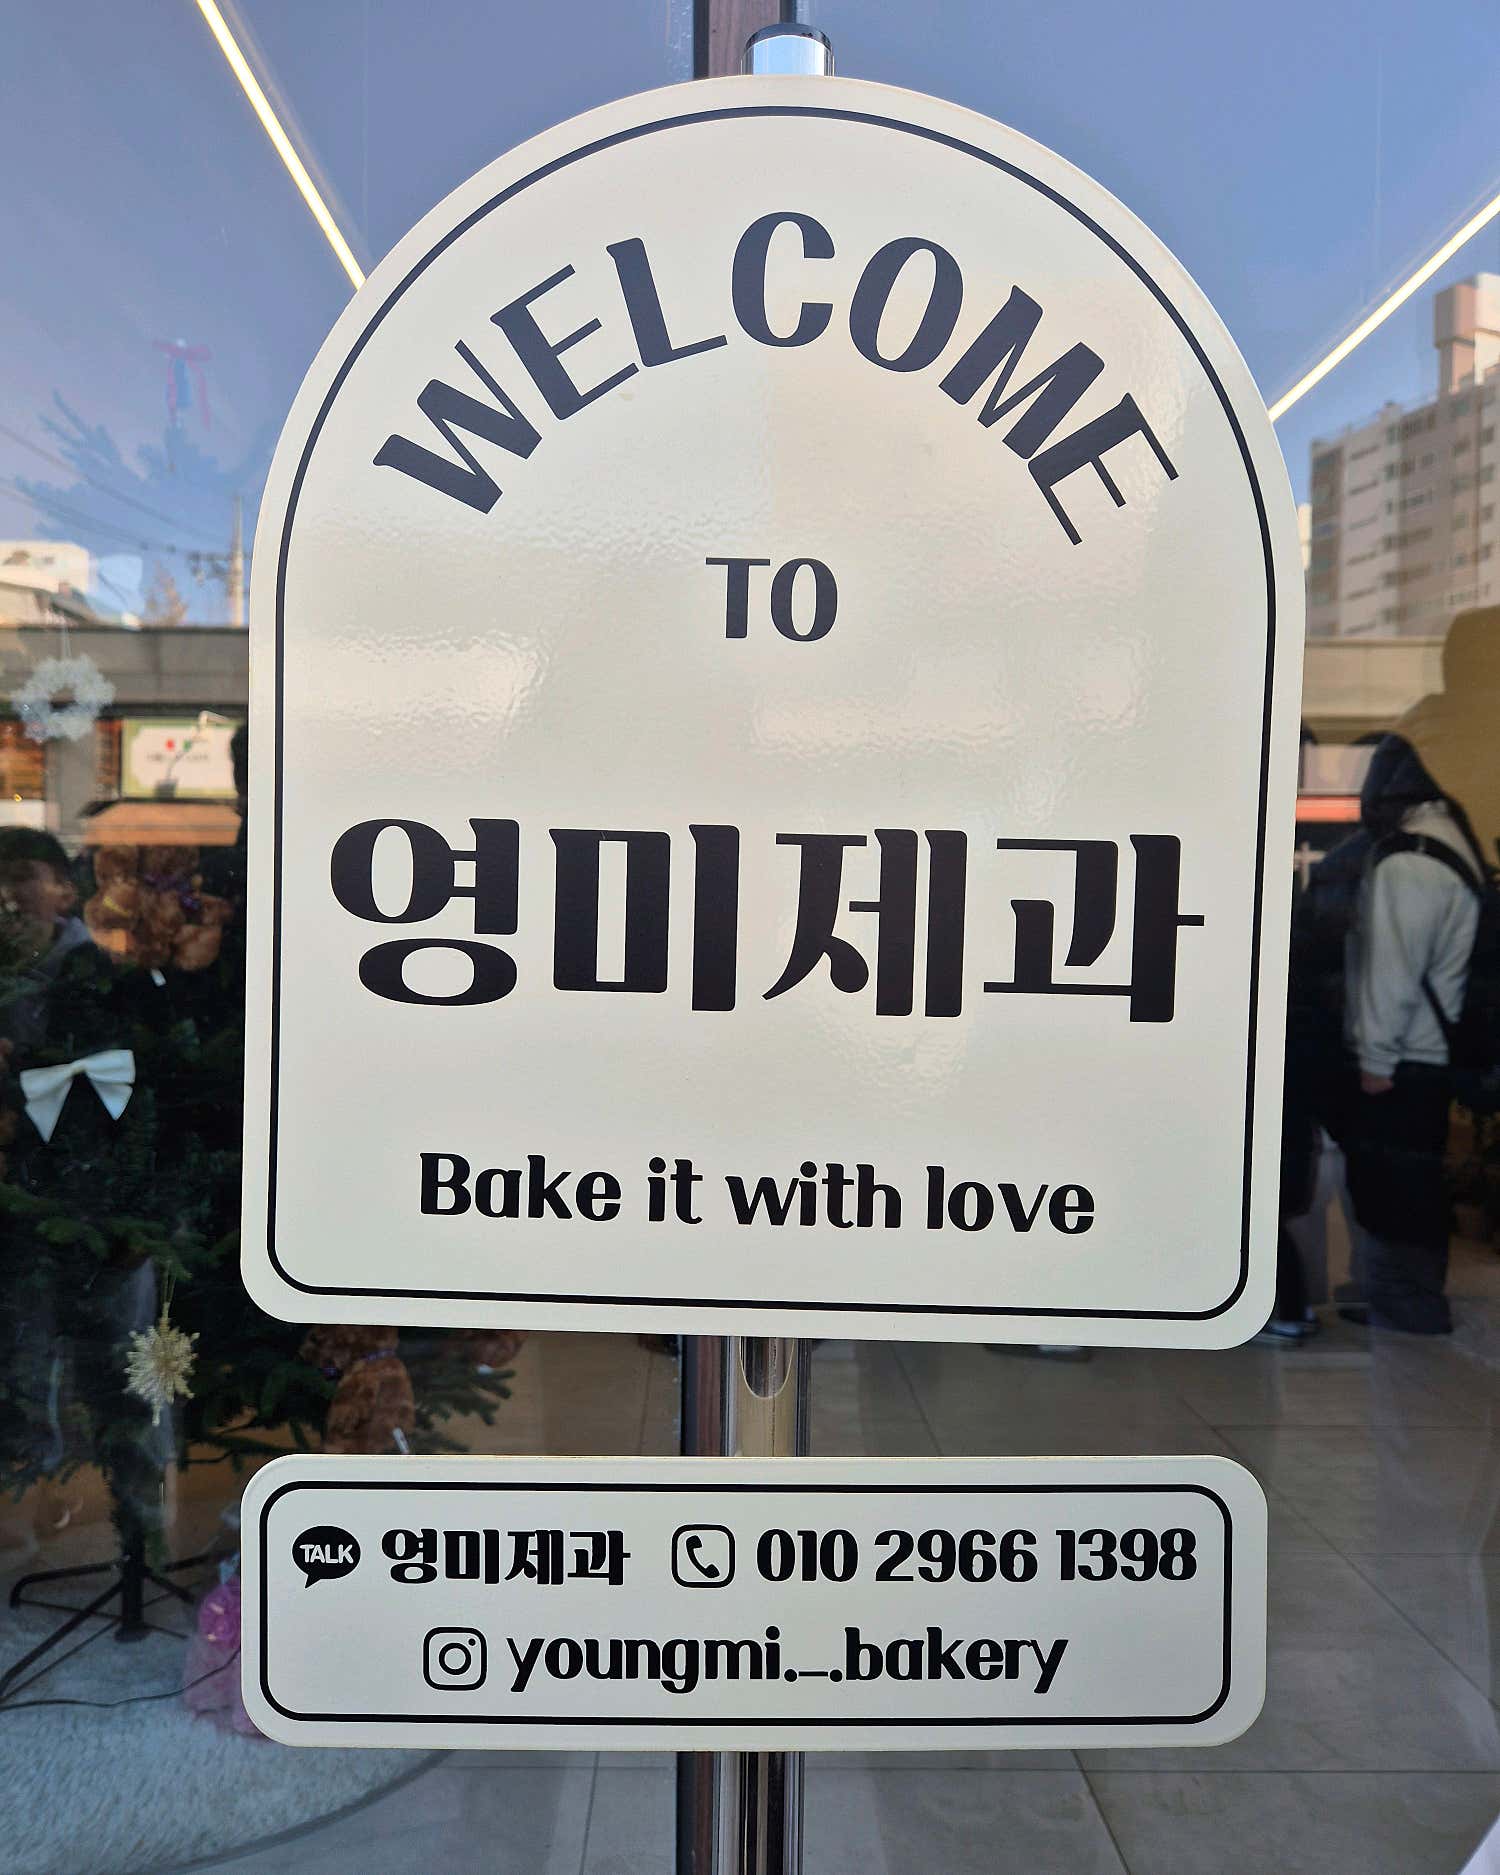 WELCOME
TO
영미제과
Bake it with love
TALK 영미제과 010 2966 1398
youngmi._.bakery